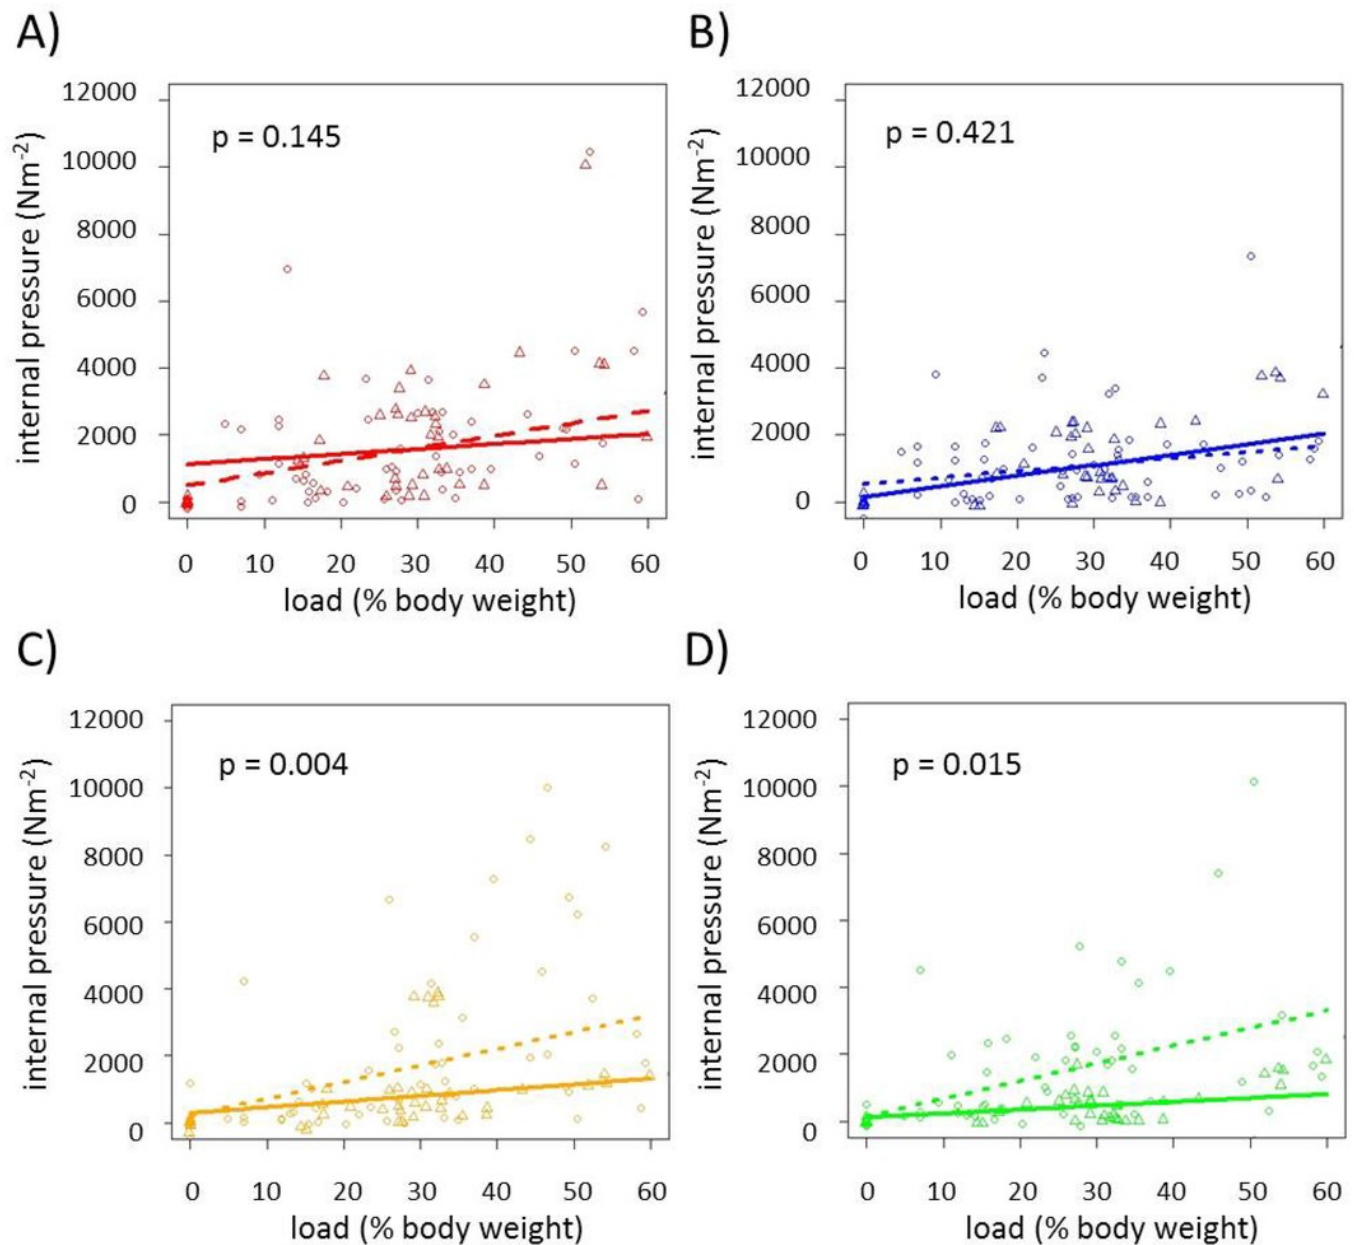 A)
internal pressure (Nm⁻²)
12000
10000
8000
6000
4000
2000
0
p = 0.145
0 10 20 30 40 50 60
load (% body weight)
B)
internal pressure (Nm⁻²)
12000
10000
8000
6000
4000
2000
0
p = 0.421
0 10 20 30 40 50 60
load (% body weight)
C)
internal pressure (Nm⁻²)
12000
10000
8000
6000
4000
2000
0
p = 0.004
0 10 20 30 40 50 60
load (% body weight)
D)
internal pressure (Nm⁻²)
12000
10000
8000
6000
4000
2000
0
p = 0.015
0 10 20 30 40 50 60
load (% body weight)